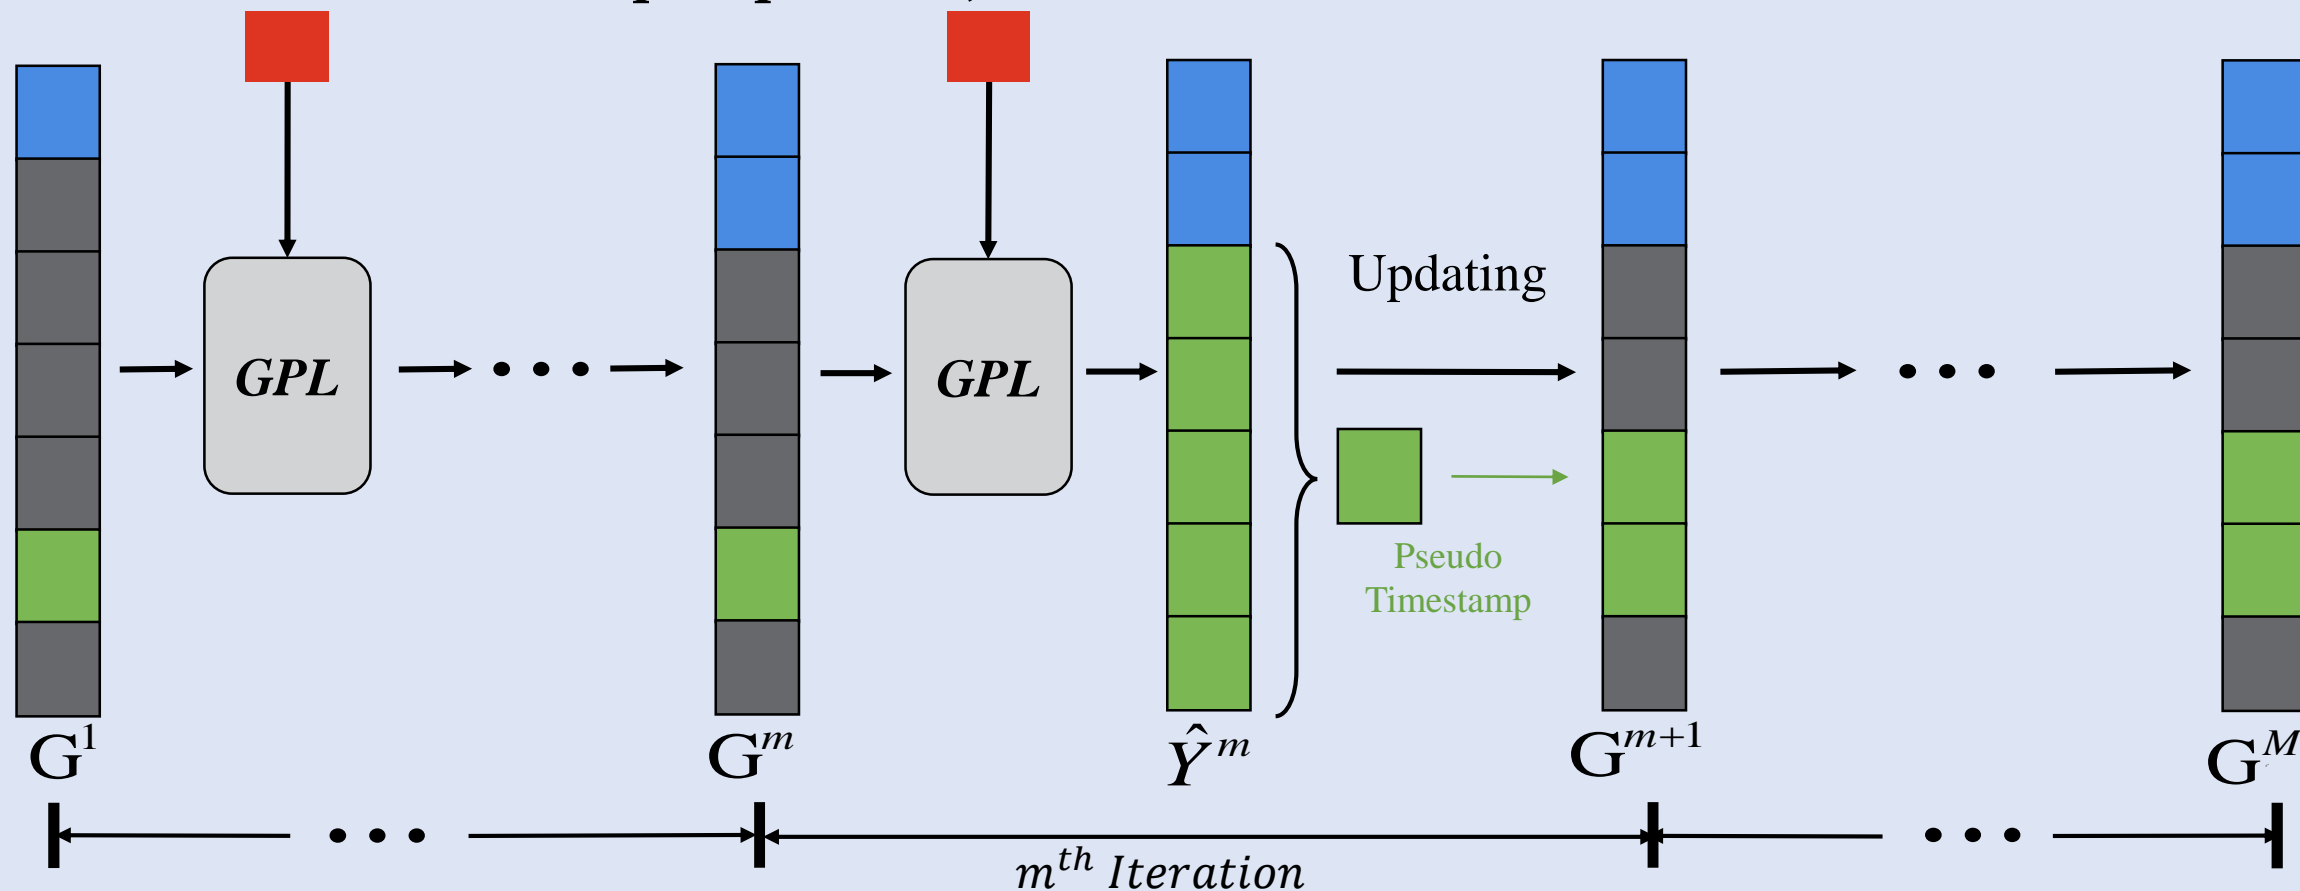 GPL
GPL
Updating
Pseudo
Timestamp
G¹
Gᵐ
Ŷᵐ
Gᵐ⁺¹
Gᴹ
mᵗʰ Iteration